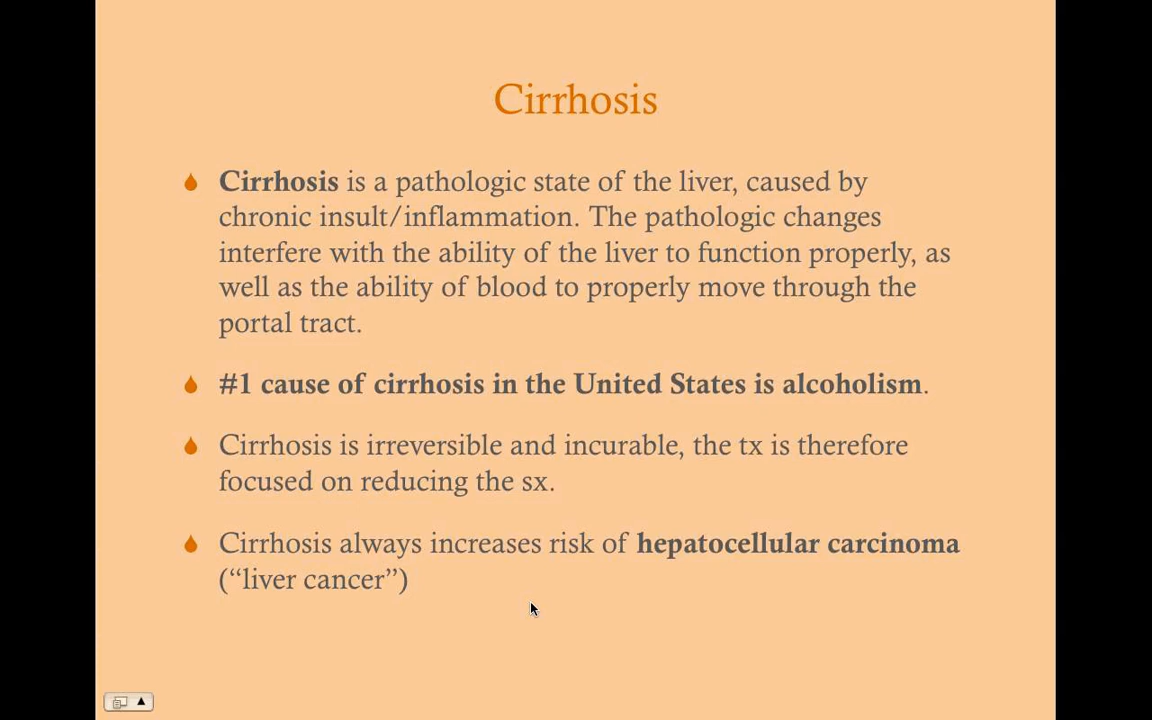 Cirrhosis
Cirrhosis is a pathologic state of the liver, caused by
chronic insult/inflammation. The pathologic changes
interfere with the ability of the liver to function properly, as
well as the ability of blood to properly move through the
portal tract.
#1 cause of cirrhosis in the United States is alcoholism.
Cirrhosis is irreversible and incurable, the tx is therefore
focused on reducing the sx.
Cirrhosis always increases risk of hepatocellular carcinoma
(“liver cancer”)